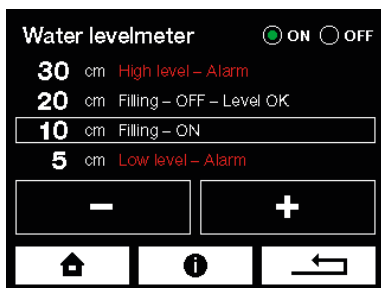 Water levelmeter ON OFF
30 cm High level – Alarm
20 cm Filling – OFF – Level OK
10 cm Filling – ON
5 cm Low level – Alarm
– +